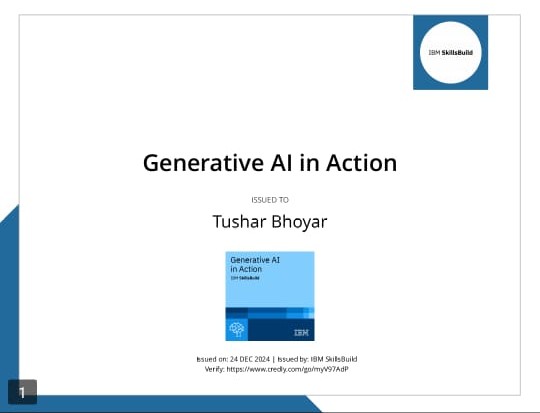 IBM SkillsBuild
Generative AI in Action
ISSUED TO
Tushar Bhoyar
Generative AI
in Action
IBM SkillsBuild
IBM
Issued on: 24 DEC 2024 | Issued by: IBM SkillsBuild
Verify: https://www.credly.com/go/myV97AdP
1